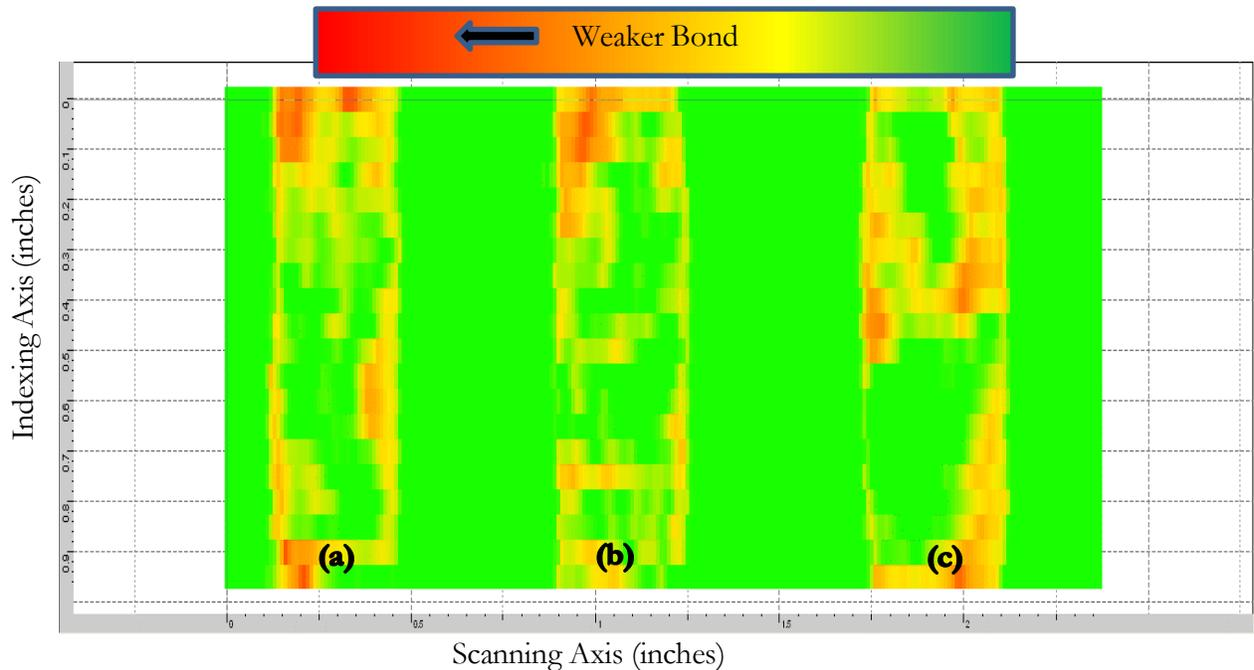 Weaker Bond
Indexing Axis (inches)
0
0.1
0.2
0.3
0.4
0.5
0.6
0.7
0.8
0.9
(a)
(b)
(c)
0
0.5
1
1.5
2
Scanning Axis (inches)